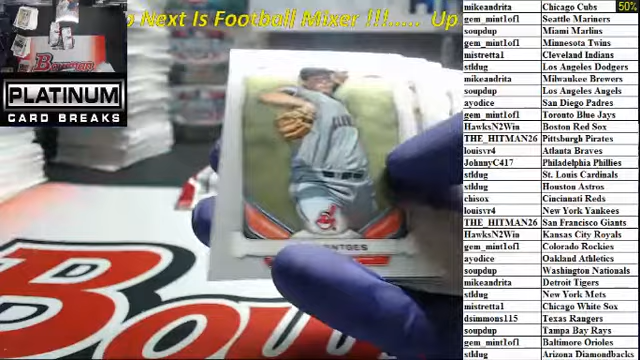 o Next Is Football Mixer !!!..... Up
50%
PLATINUM
CARD BREAKS
mikeandrita Chicago Cubs
gem_mint1of1 Seattle Mariners
soupdup Miami Marlins
gem_mint1of1 Minnesota Twins
mistretta1 Cleveland Indians
stldug Los Angeles Dodgers
mikeandrita Milwaukee Brewers
soupdup Los Angeles Angels
ayodice San Diego Padres
gem_mint1of1 Toronto Blue Jays
HawksN2Win Boston Red Sox
THE_HITMAN26 Pittsburgh Pirates
louisvr4 Atlanta Braves
JohnnyC417 Philadelphia Phillies
stldug St. Louis Cardinals
stldug Houston Astros
chisox Cincinnati Reds
louisvr4 New York Yankees
THE_HITMAN26 San Francisco Giants
HawksN2Win Kansas City Royals
gem_mint1of1 Colorado Rockies
ayodice Oakland Athletics
soupdup Washington Nationals
mikeandrita Detroit Tigers
stldug New York Mets
mistretta1 Chicago White Sox
dsimmons115 Texas Rangers
soupdup Tampa Bay Rays
gem_mint1of1 Baltimore Orioles
stldug Arizona Diamondbacks